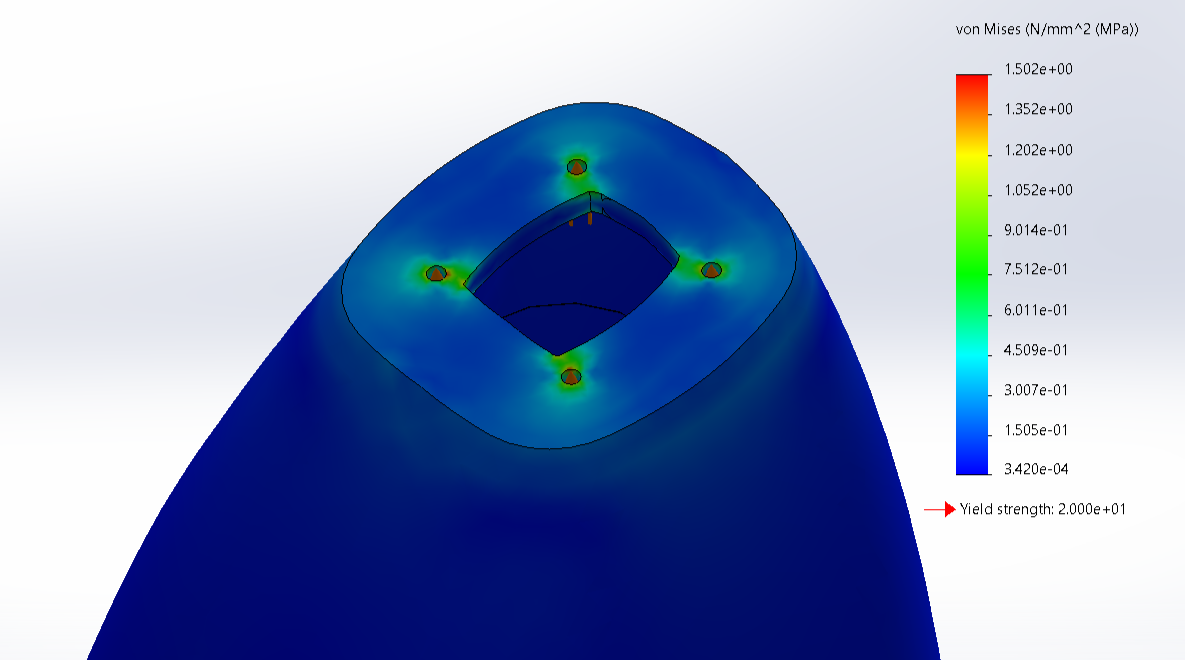 von Mises (N/mm^2 (MPa))
1.502e+00
1.352e+00
1.202e+00
1.052e+00
9.014e-01
7.512e-01
6.011e-01
4.509e-01
3.007e-01
1.505e-01
3.420e-04
Yield strength: 2.000e+01